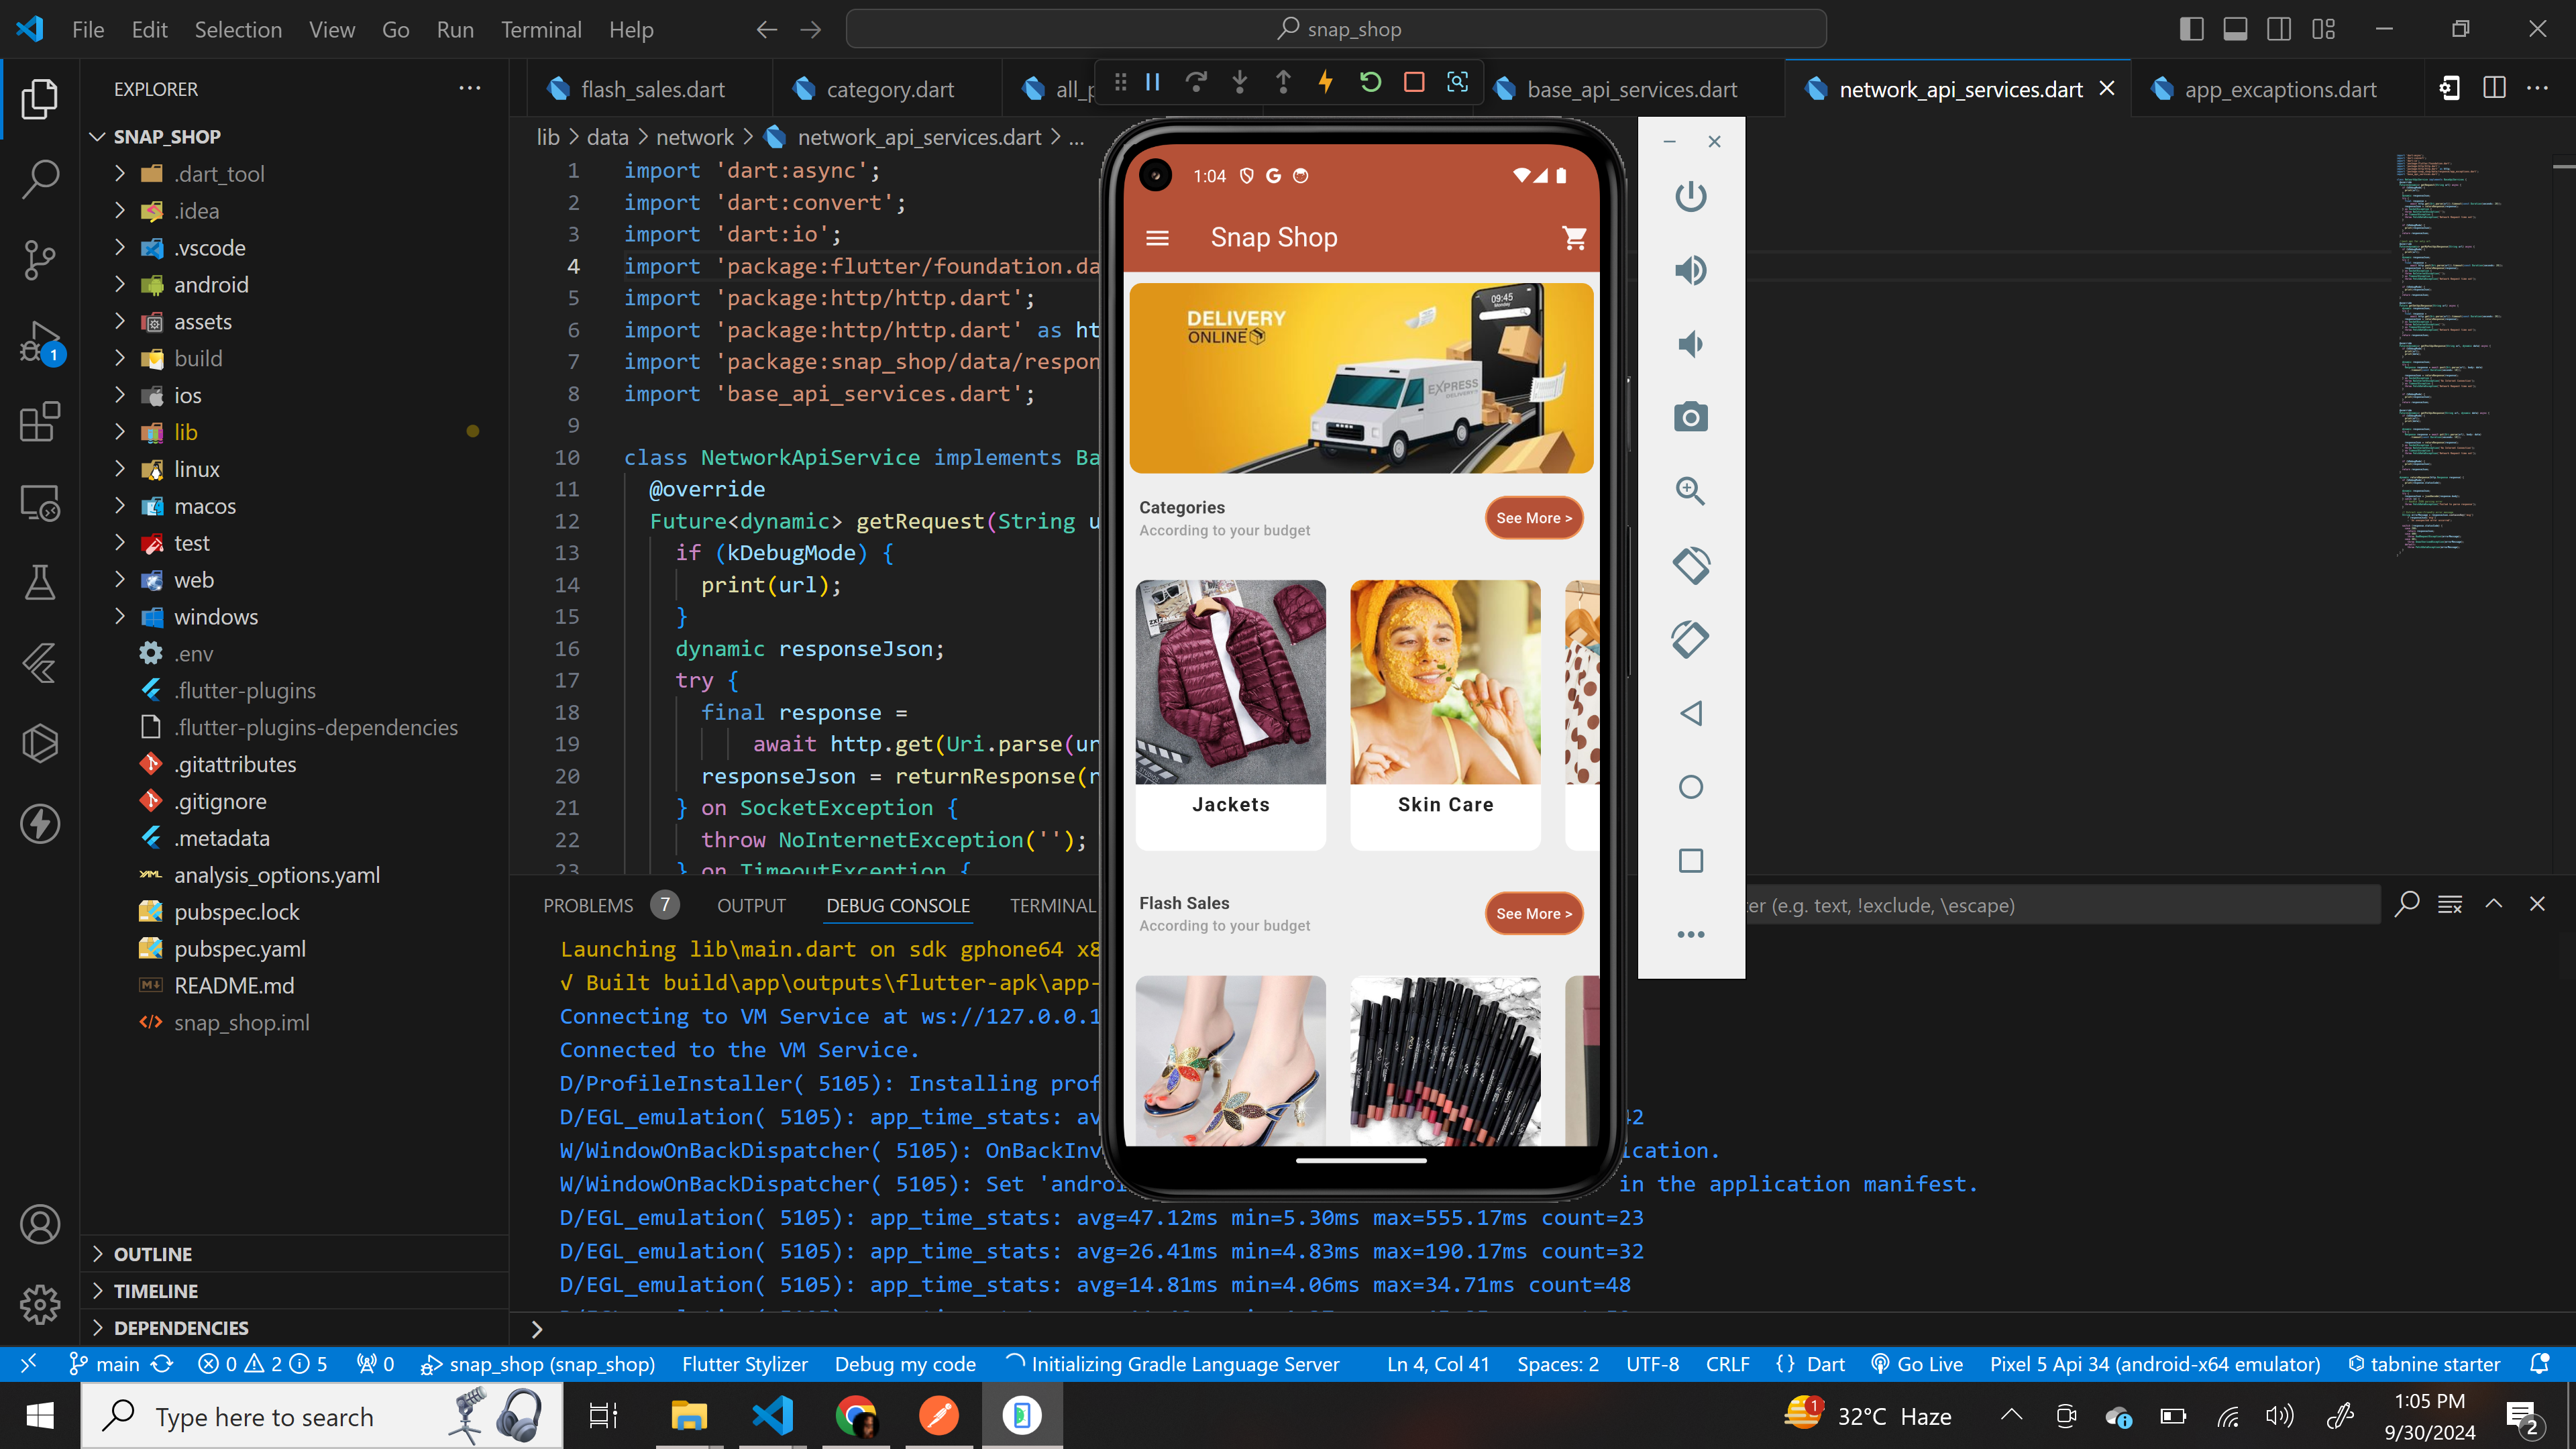 File Edit Selection View Go Run Terminal Help
snap_shop
EXPLORER
SNAP_SHOP
.dart_tool
.idea
.vscode
android
assets
build
ios
lib
linux
macos
test
web
windows
.env
.flutter-plugins
.flutter-plugins-dependencies
.gitattributes
.gitignore
.metadata
analysis_options.yaml
pubspec.lock
pubspec.yaml
README.md
snap_shop.iml
OUTLINE
TIMELINE
DEPENDENCIES
1
flash_sales.dart category.dart base_api_services.dart network_api_services.dart app_excaptions.dart
lib > data > network > network_api_services.dart > ...
1 import 'dart:async';
2 import 'dart:convert';
3 import 'dart:io';
4 import 'package:flutter/foundation.da
5 import 'package:http/http.dart';
6 import 'package:http/http.dart' as ht
7 import 'package:snap_shop/data/respon
8 import 'base_api_services.dart';
9
10 class NetworkApiService implements Ba
11 @override
12 Future<dynamic> getRequest(String u
13 if (kDebugMode) {
14 print(url);
15 }
16 dynamic responseJson;
17 try {
18 final response =
19 await http.get(Uri.parse(ur
20 responseJson = returnResponse(r
21 } on SocketException {
22 throw NoInternetException('');
23 } on TimeoutException {
1:04
Snap Shop
DELIVERY
ONLINE
09:45
EXPRESS
DELIVERY
Categories
According to your budget
See More >
Jackets
Skin Care
Flash Sales
According to your budget
See More >
PROBLEMS 7 OUTPUT DEBUG CONSOLE TERMINAL
ter (e.g. text, !exclude, \escape)
Launching lib\main.dart on sdk gphone64 x8
√ Built build\app\outputs\flutter-apk\app-
Connecting to VM Service at ws://127.0.0.1
Connected to the VM Service.
D/ProfileInstaller( 5105): Installing prof
D/EGL_emulation( 5105): app_time_stats: av 42
W/WindowOnBackDispatcher( 5105): OnBackInv ication.
W/WindowOnBackDispatcher( 5105): Set 'androi in the application manifest.
D/EGL_emulation( 5105): app_time_stats: avg=47.12ms min=5.30ms max=555.17ms count=23
D/EGL_emulation( 5105): app_time_stats: avg=26.41ms min=4.83ms max=190.17ms count=32
D/EGL_emulation( 5105): app_time_stats: avg=14.81ms min=4.06ms max=34.71ms count=48
main 0 2 5 0 snap_shop (snap_shop) Flutter Stylizer Debug my code Initializing Gradle Language Server Ln 4, Col 41 Spaces: 2 UTF-8 CRLF {} Dart Go Live Pixel 5 Api 34 (android-x64 emulator) tabnine starter
Type here to search
1
32°C Haze
1:05 PM
9/30/2024
2